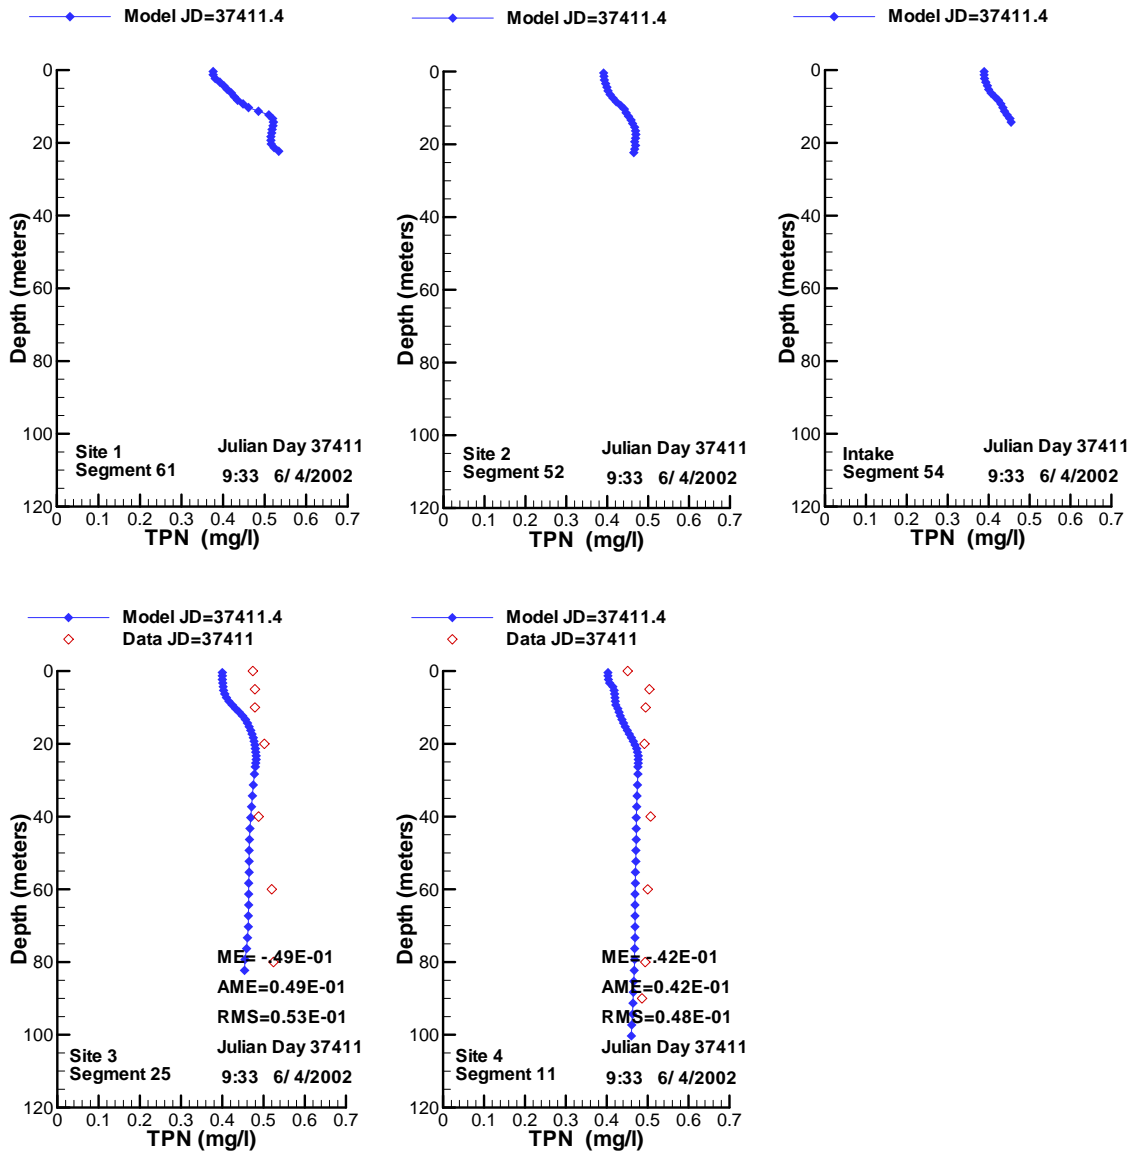 Model JD=37411.4
0
20
40
60
80
100
120
Depth (meters)
Site 1
Segment 61
Julian Day 37411
9:33 6/ 4/2002
0 0.1 0.2 0.3 0.4 0.5 0.6 0.7
TPN (mg/l)
Model JD=37411.4
0
20
40
60
80
100
120
Depth (meters)
Site 2
Segment 52
Julian Day 37411
9:33 6/ 4/2002
0 0.1 0.2 0.3 0.4 0.5 0.6 0.7
TPN (mg/l)
Model JD=37411.4
0
20
40
60
80
100
120
Depth (meters)
Intake
Segment 54
Julian Day 37411
9:33 6/ 4/2002
0 0.1 0.2 0.3 0.4 0.5 0.6 0.7
TPN (mg/l)
Model JD=37411.4
Data JD=37411
0
20
40
60
80
100
120
Depth (meters)
ME= -.49E-01
AME=0.49E-01
RMS=0.53E-01
Site 3
Segment 25
Julian Day 37411
9:33 6/ 4/2002
0 0.1 0.2 0.3 0.4 0.5 0.6 0.7
TPN (mg/l)
Model JD=37411.4
Data JD=37411
0
20
40
60
80
100
120
Depth (meters)
ME= -.42E-01
AME=0.42E-01
RMS=0.48E-01
Site 4
Segment 11
Julian Day 37411
9:33 6/ 4/2002
0 0.1 0.2 0.3 0.4 0.5 0.6 0.7
TPN (mg/l)